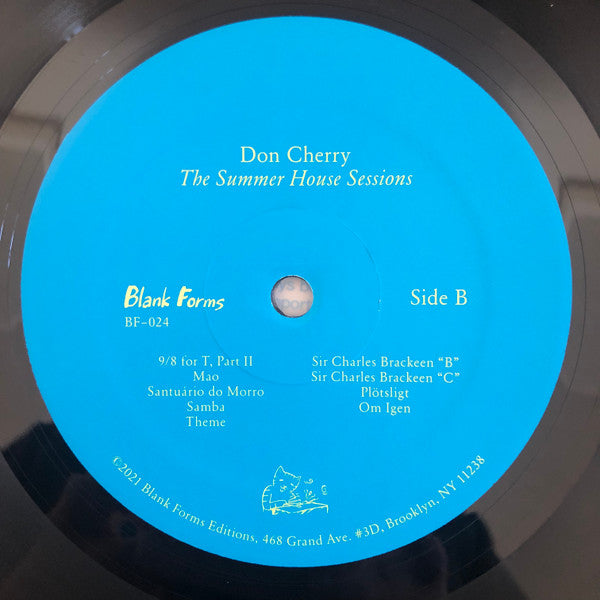 Don Cherry
The Summer House Sessions
Blank Forms
BF–024
Side B
9/8 for T, Part II
Mao
Santuário do Morro
Samba
Theme
Sir Charles Brackeen “B”
Sir Charles Brackeen “C”
Plötsligt
Om Igen
©2021 Blank Forms Editions, 468 Grand Ave. #3D, Brooklyn, NY 11238